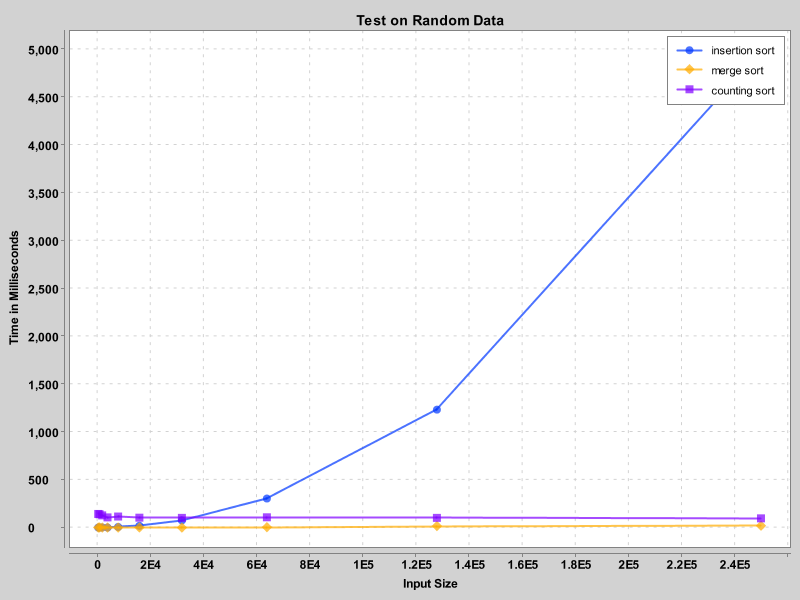 Test on Random Data
insertion sort
merge sort
counting sort
5,000
4,500
4,000
3,500
3,000
2,500
2,000
1,500
1,000
500
0
Time in Milliseconds
0 2E4 4E4 6E4 8E4 1E5 1.2E5 1.4E5 1.6E5 1.8E5 2E5 2.2E5 2.4E5
Input Size